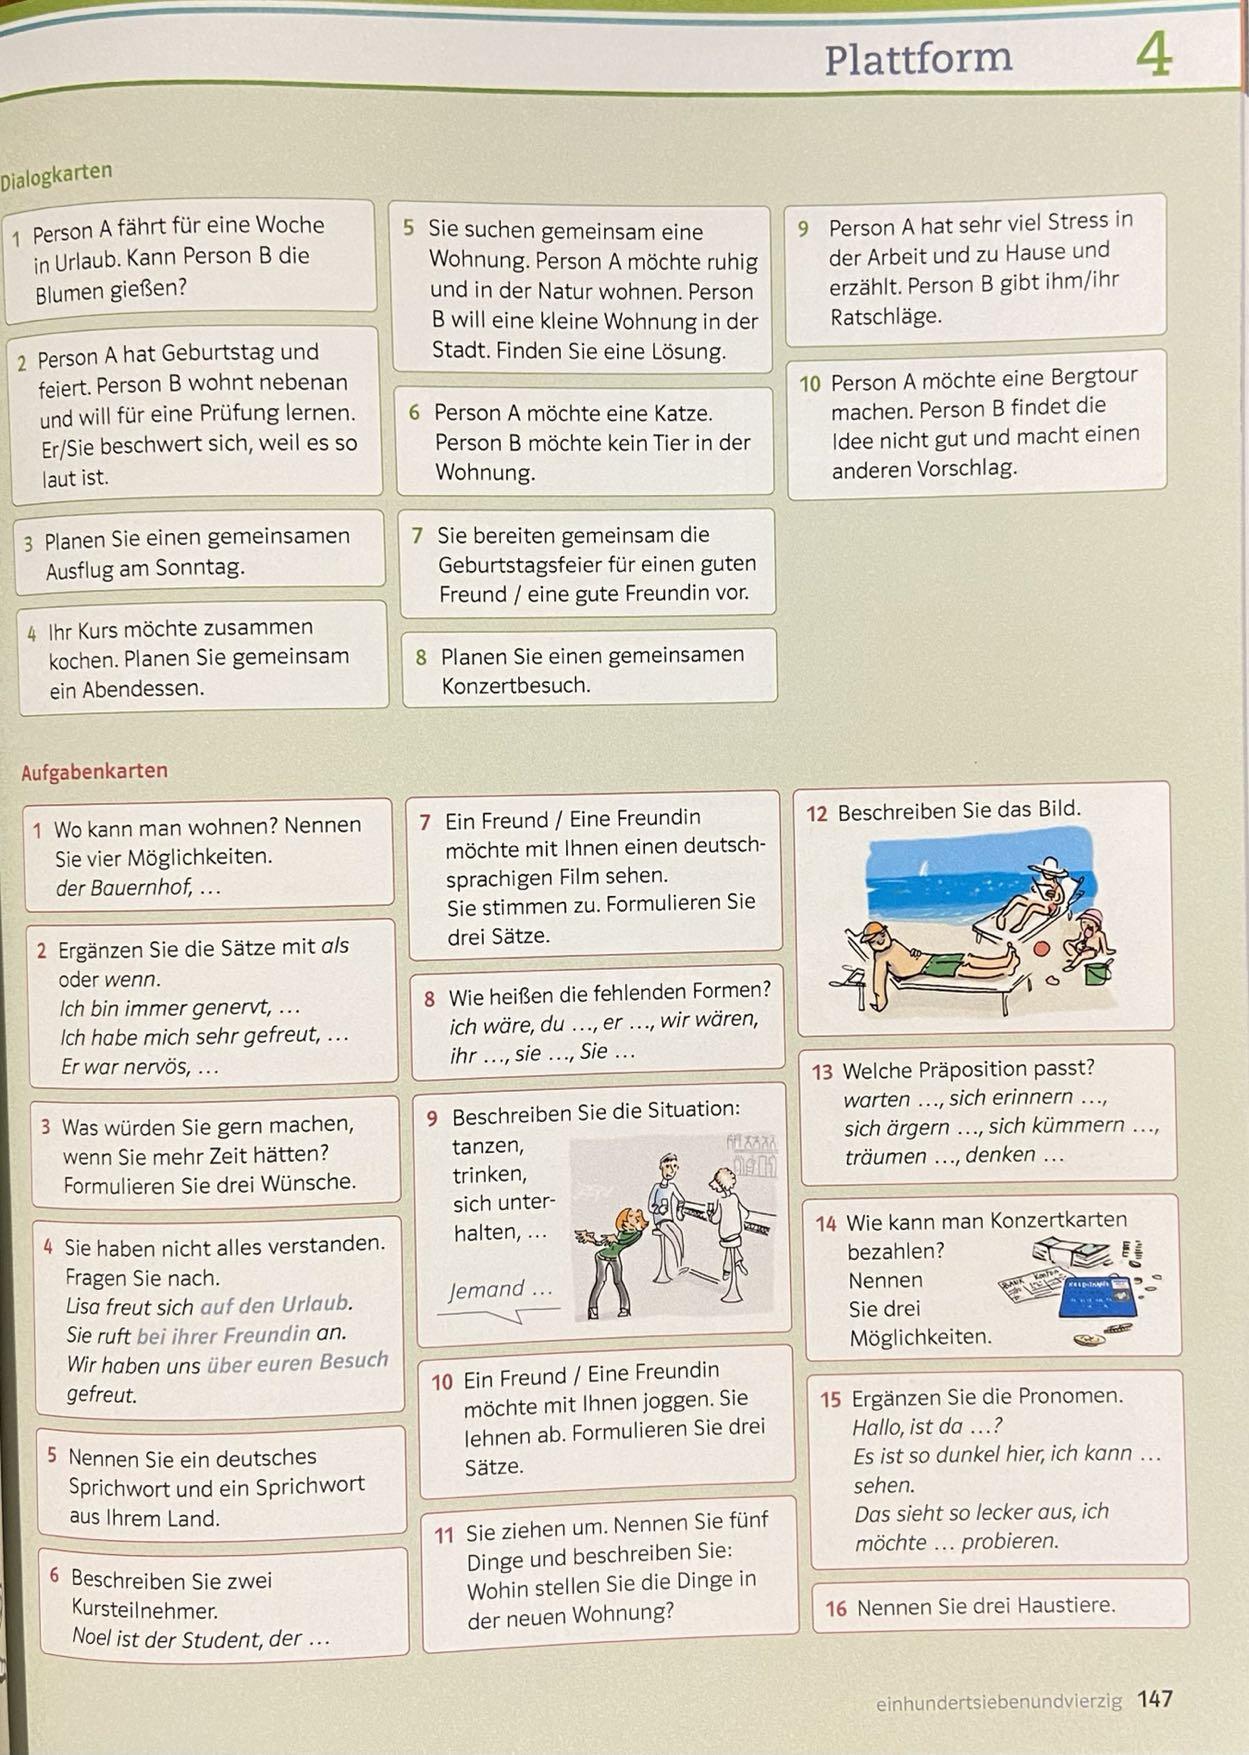 Plattform 4
Dialogkarten
1 Person A fährt für eine Woche
in Urlaub. Kann Person B die
Blumen gießen?
2 Person A hat Geburtstag und
feiert. Person B wohnt nebenan
und will für eine Prüfung lernen.
Er/Sie beschwert sich, weil es so
laut ist.
3 Planen Sie einen gemeinsamen
Ausflug am Sonntag.
4 Ihr Kurs möchte zusammen
kochen. Planen Sie gemeinsam
ein Abendessen.
5 Sie suchen gemeinsam eine
Wohnung. Person A möchte ruhig
und in der Natur wohnen. Person
B will eine kleine Wohnung in der
Stadt. Finden Sie eine Lösung.
6 Person A möchte eine Katze.
Person B möchte kein Tier in der
Wohnung.
7 Sie bereiten gemeinsam die
Geburtstagsfeier für einen guten
Freund / eine gute Freundin vor.
8 Planen Sie einen gemeinsamen
Konzertbesuch.
9 Person A hat sehr viel Stress in
der Arbeit und zu Hause und
erzählt. Person B gibt ihm/ihr
Ratschläge.
10 Person A möchte eine Bergtour
machen. Person B findet die
Idee nicht gut und macht einen
anderen Vorschlag.
Aufgabenkarten
1 Wo kann man wohnen? Nennen
Sie vier Möglichkeiten.
der Bauernhof, ...
2 Ergänzen Sie die Sätze mit als
oder wenn.
Ich bin immer genervt, ...
Ich habe mich sehr gefreut, ...
Er war nervös, ...
3 Was würden Sie gern machen,
wenn Sie mehr Zeit hätten?
Formulieren Sie drei Wünsche.
4 Sie haben nicht alles verstanden.
Fragen Sie nach.
Lisa freut sich auf den Urlaub.
Sie ruft bei ihrer Freundin an.
Wir haben uns über euren Besuch
gefreut.
5 Nennen Sie ein deutsches
Sprichwort und ein Sprichwort
aus Ihrem Land.
6 Beschreiben Sie zwei
Kursteilnehmer.
Noel ist der Student, der ...
7 Ein Freund / Eine Freundin
möchte mit Ihnen einen deutsch-
sprachigen Film sehen.
Sie stimmen zu. Formulieren Sie
drei Sätze.
8 Wie heißen die fehlenden Formen?
ich wäre, du ..., er ..., wir wären,
ihr ..., sie ..., Sie ...
9 Beschreiben Sie die Situation:
tanzen,
trinken,
sich unter-
halten, ...
Jemand ...
10 Ein Freund / Eine Freundin
möchte mit Ihnen joggen. Sie
lehnen ab. Formulieren Sie drei
Sätze.
11 Sie ziehen um. Nennen Sie fünf
Dinge und beschreiben Sie:
Wohin stellen Sie die Dinge in
der neuen Wohnung?
12 Beschreiben Sie das Bild.
13 Welche Präposition passt?
warten ..., sich erinnern ...,
sich ärgern ..., sich kümmern ...,
träumen ..., denken ...
14 Wie kann man Konzertkarten
bezahlen?
Nennen
Sie drei
Möglichkeiten.
BANK
15 Ergänzen Sie die Pronomen.
Hallo, ist da ...?
Es ist so dunkel hier, ich kann ...
sehen.
Das sieht so lecker aus, ich
möchte ... probieren.
16 Nennen Sie drei Haustiere.
einhundertsiebenundvierzig 147